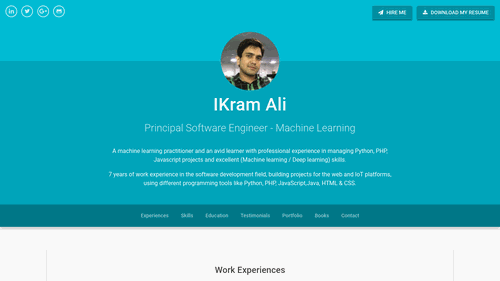 HIRE ME
DOWNLOAD MY RESUME
IKram Ali
Principal Software Engineer - Machine Learning
A machine learning practitioner and an avid learner with professional experience in managing Python, PHP,
Javascript projects and excellent (Machine learning / Deep learning) skills.
7 years of work experience in the software development field, building projects for the web and IoT platforms,
using different programming tools like Python, PHP, JavaScript,Java, HTML & CSS.
Experiences Skills Education Testimonials Portfolio Books Contact
Work Experiences